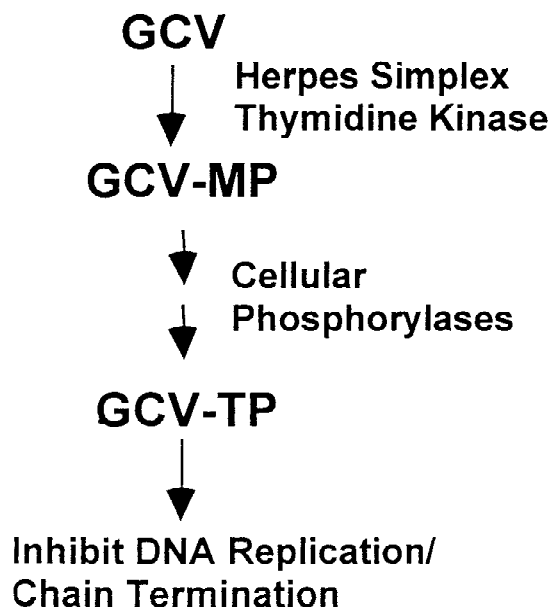 GCV
Herpes Simplex
Thymidine Kinase
GCV-MP
Cellular
Phosphorylases
GCV-TP
Inhibit DNA Replication/
Chain Termination